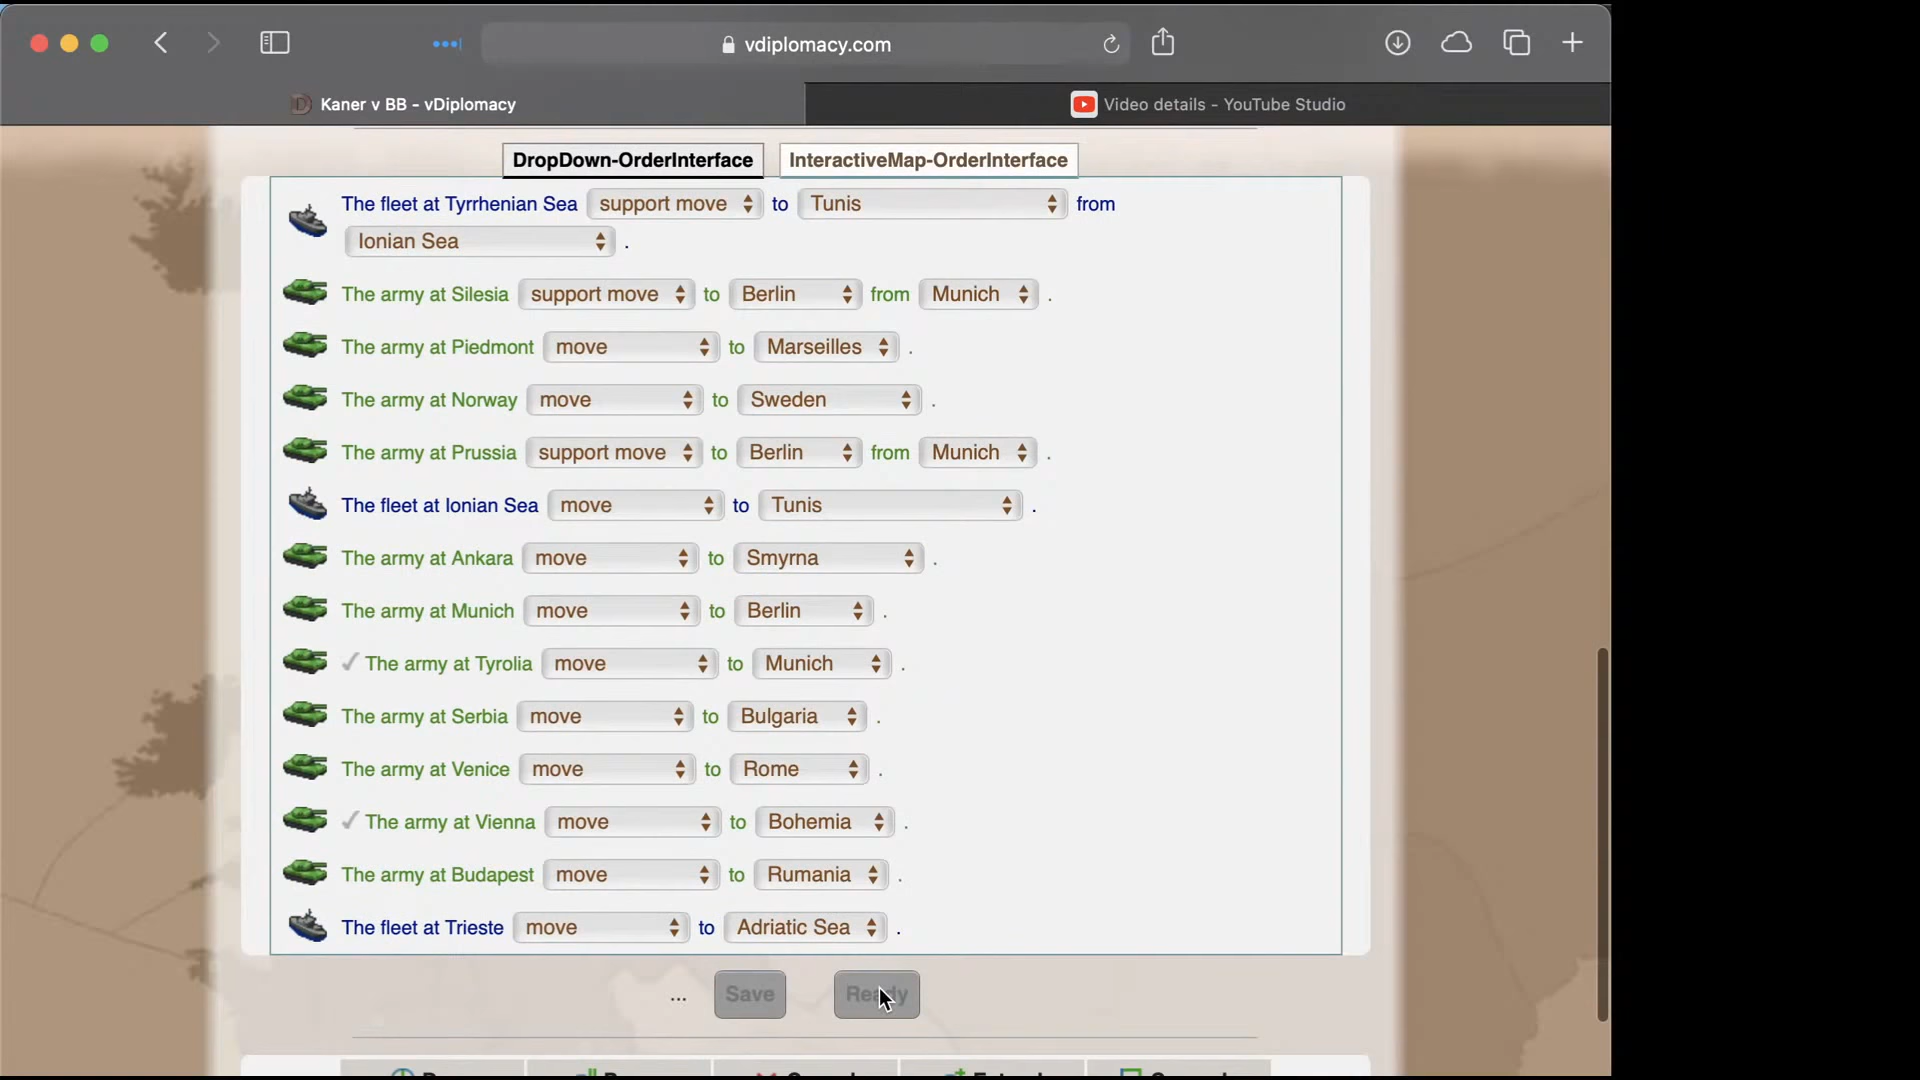 vdiplomacy.com
Kaner v BB - vDiplomacy
Video details - YouTube Studio
DropDown-OrderInterface
InteractiveMap-OrderInterface
The fleet at Tyrrhenian Sea support move to Tunis from
Ionian Sea .
The army at Silesia support move to Berlin from Munich .
The army at Piedmont move to Marseilles .
The army at Norway move to Sweden .
The army at Prussia support move to Berlin from Munich .
The fleet at Ionian Sea move to Tunis .
The army at Ankara move to Smyrna .
The army at Munich move to Berlin .
The army at Tyrolia move to Munich .
The army at Serbia move to Bulgaria .
The army at Venice move to Rome .
The army at Vienna move to Bohemia .
The army at Budapest move to Rumania .
The fleet at Trieste move to Adriatic Sea .
... Save Ready